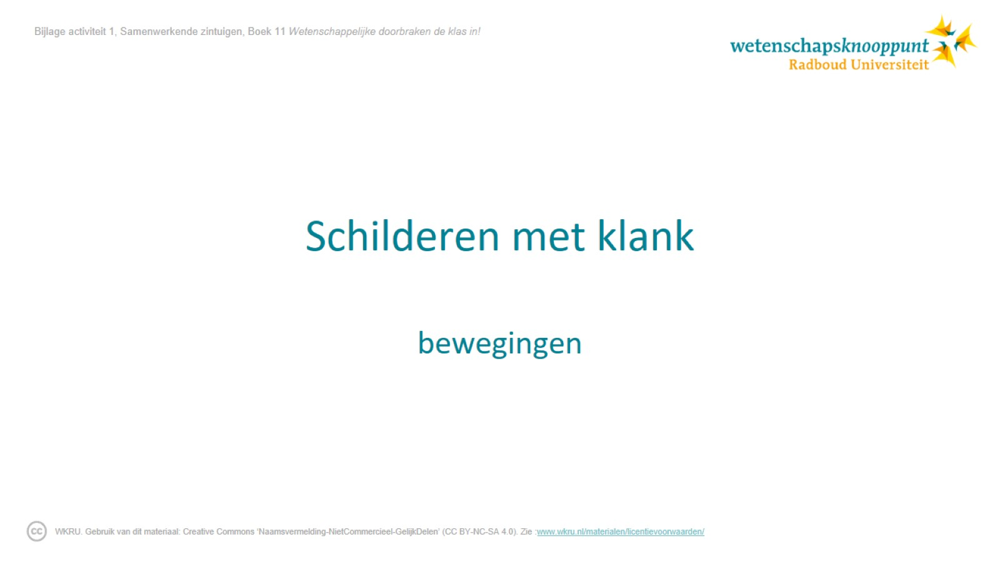 Bijlage activiteit 1, Samenwerkende zintuigen, Boek 11 Wetenschappelijke doorbraken de klas in!
wetenschapsknooppunt
Radboud Universiteit
Schilderen met klank
bewegingen
cc WKRU. Gebruik van dit materiaal: Creative Commons ‘Naamsvermelding-NietCommercieel-GelijkDelen’ (CC BY-NC-SA 4.0). Zie :www.wkru.nl/materialen/licentievoorwaarden/